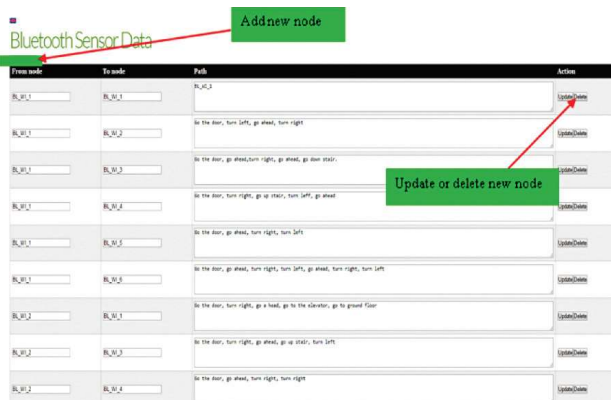 Add new node
Bluetooth Sensor Data
From node To node Path Action
BL_WI_1 BL_WI_1 BL_WI_1 Update Delete
BL_WI_1 BL_WI_2 Go the door, turn left, go ahead, turn right Update Delete
BL_WI_1 BL_WI_3 Go the door, go ahead,turn right, go ahead, go down stair. Update Delete
Update or delete new node
BL_WI_1 BL_WI_4 Go the door, turn right, go up stair, turn leff, go ahead Update Delete
BL_WI_1 BL_WI_5 Go the door, go ahead, turn right, turn left Update Delete
BL_WI_1 BL_WI_6 Go the door, go ahead, turn right, turn left, go ahead, turn right, turn left Update Delete
BL_WI_2 BL_WI_1 Go the door, turn right, go a head, go to the elevator, go to ground floor Update Delete
BL_WI_2 BL_WI_3 Go the door, turn right, go ahead, go up stair, turn left Update Delete
BL_WI_2 BL_WI_4 Go the door, go ahead, turn right, turn right Update Delete